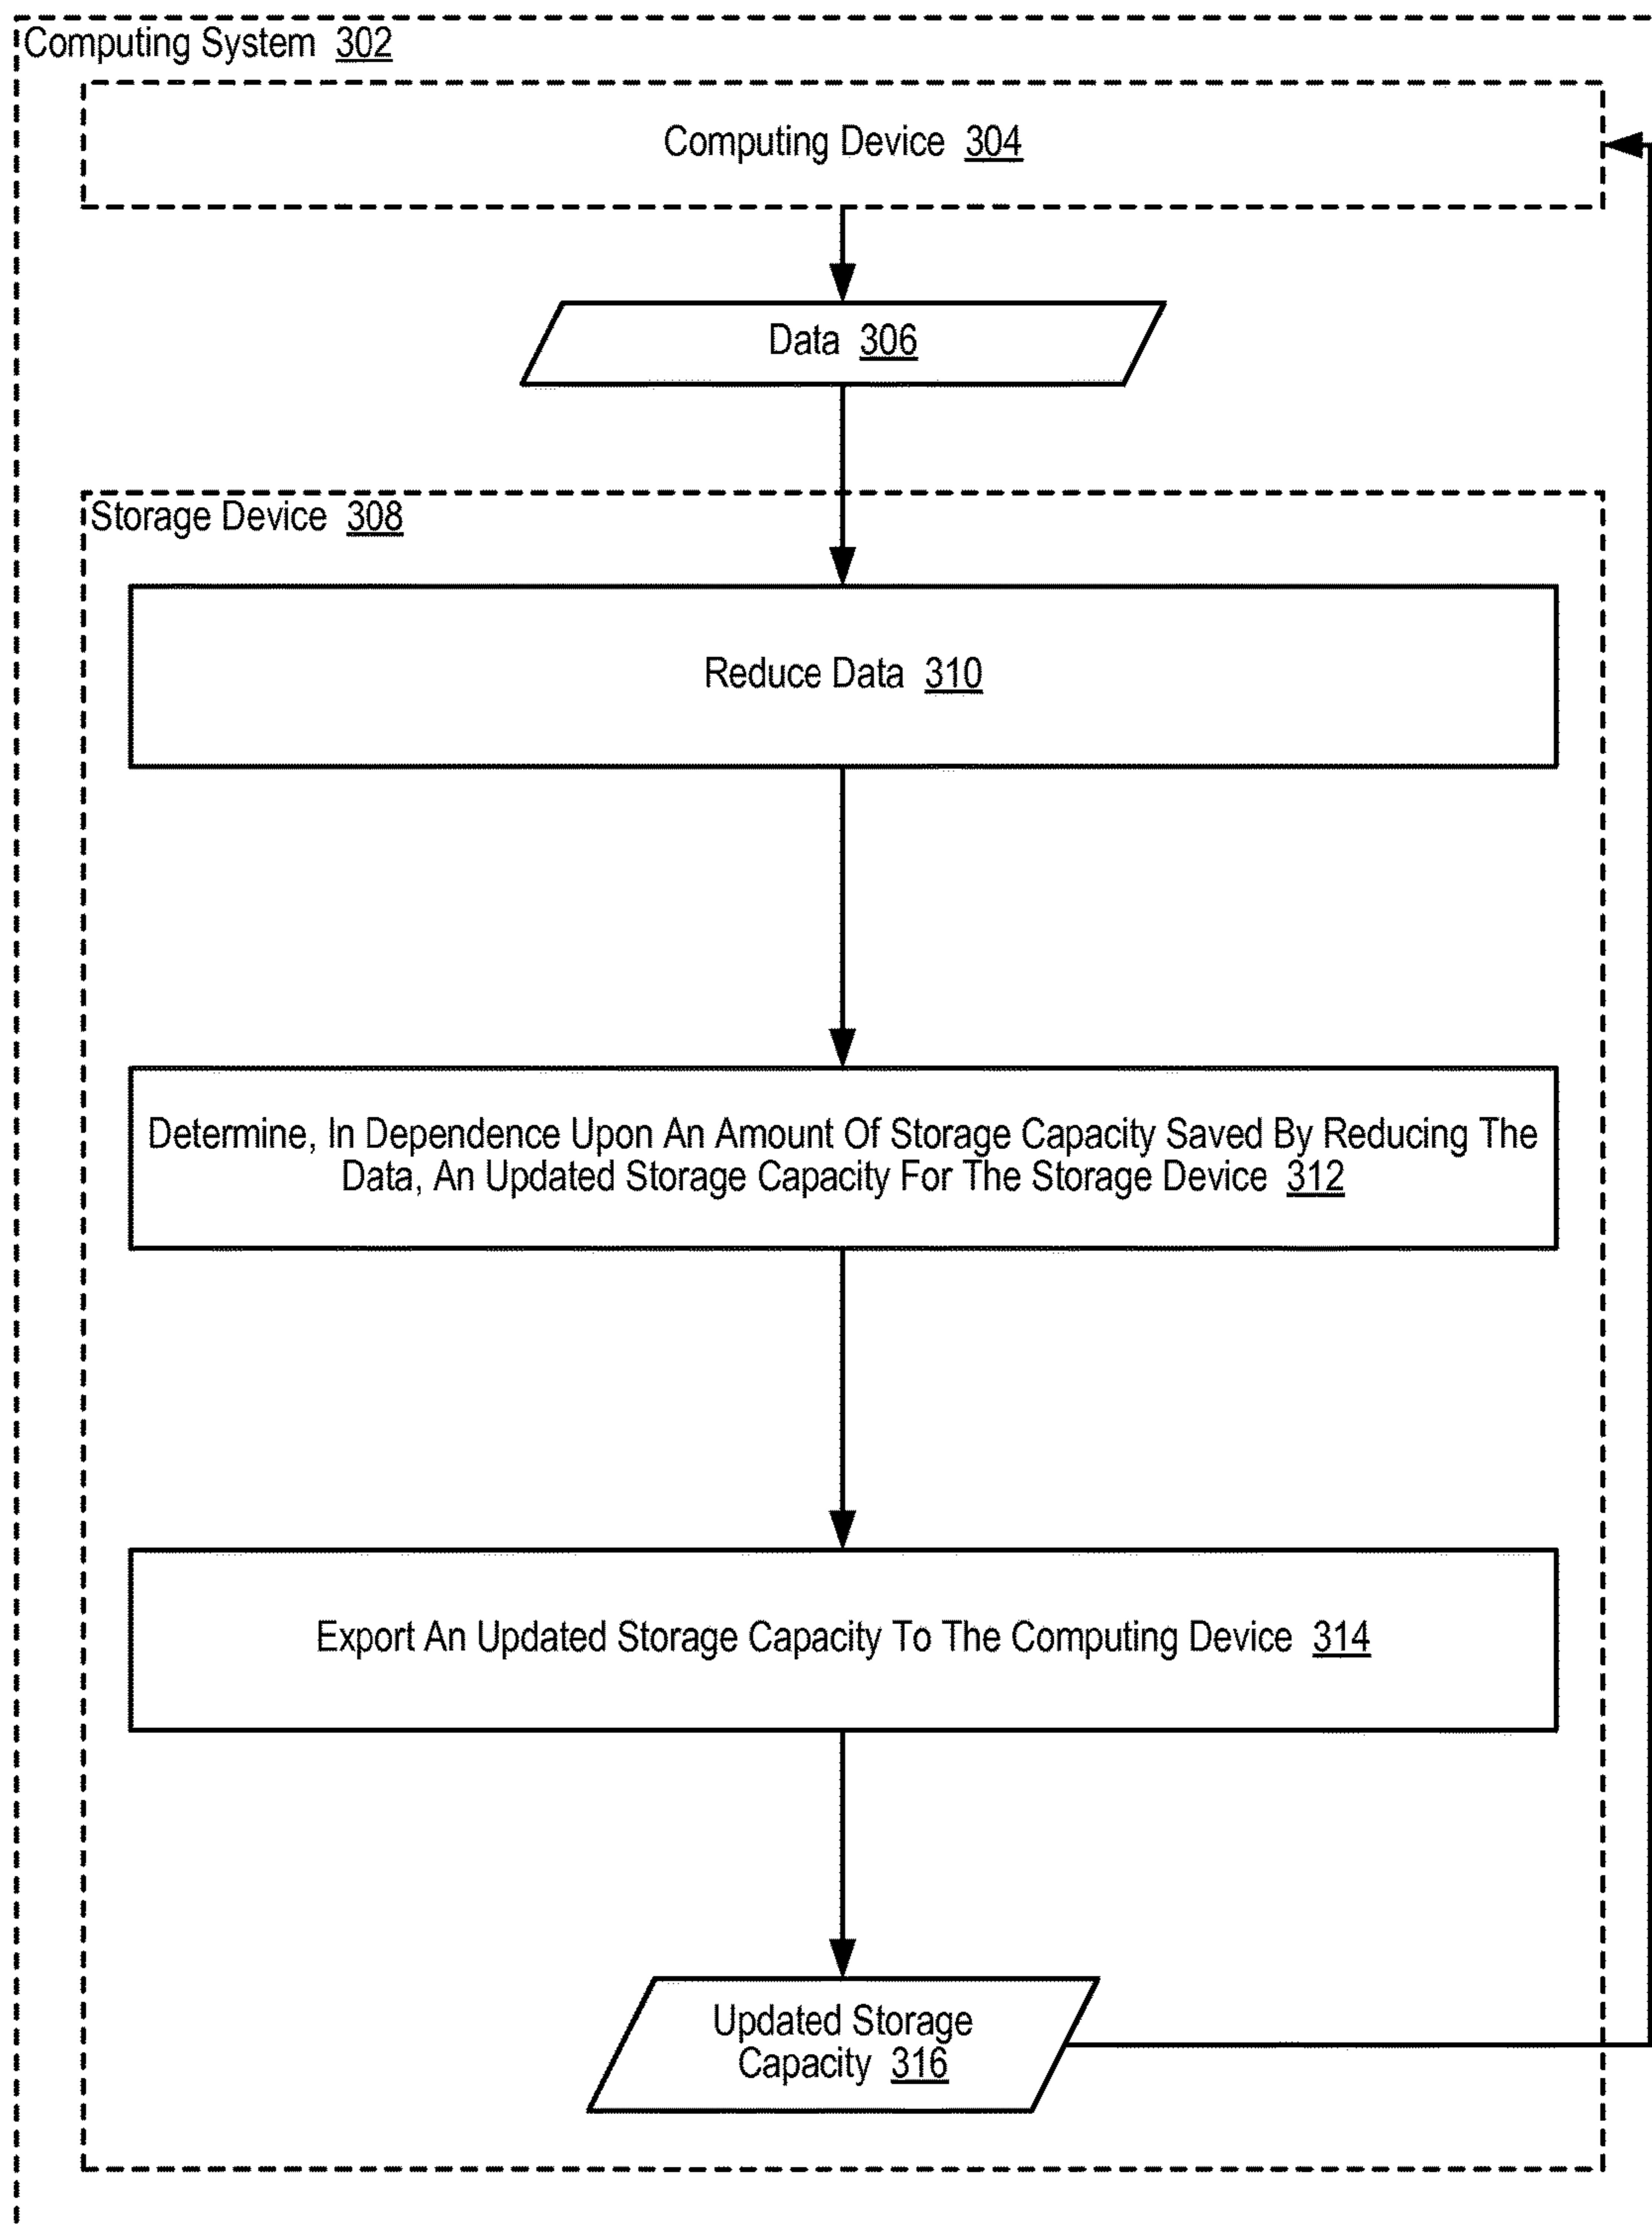 Computing System 302
Computing Device 304
Data 306
Storage Device 308
Reduce Data 310
Determine, In Dependence Upon An Amount Of Storage Capacity Saved By Reducing The
Data, An Updated Storage Capacity For The Storage Device 312
Export An Updated Storage Capacity To The Computing Device 314
Updated Storage
Capacity 316